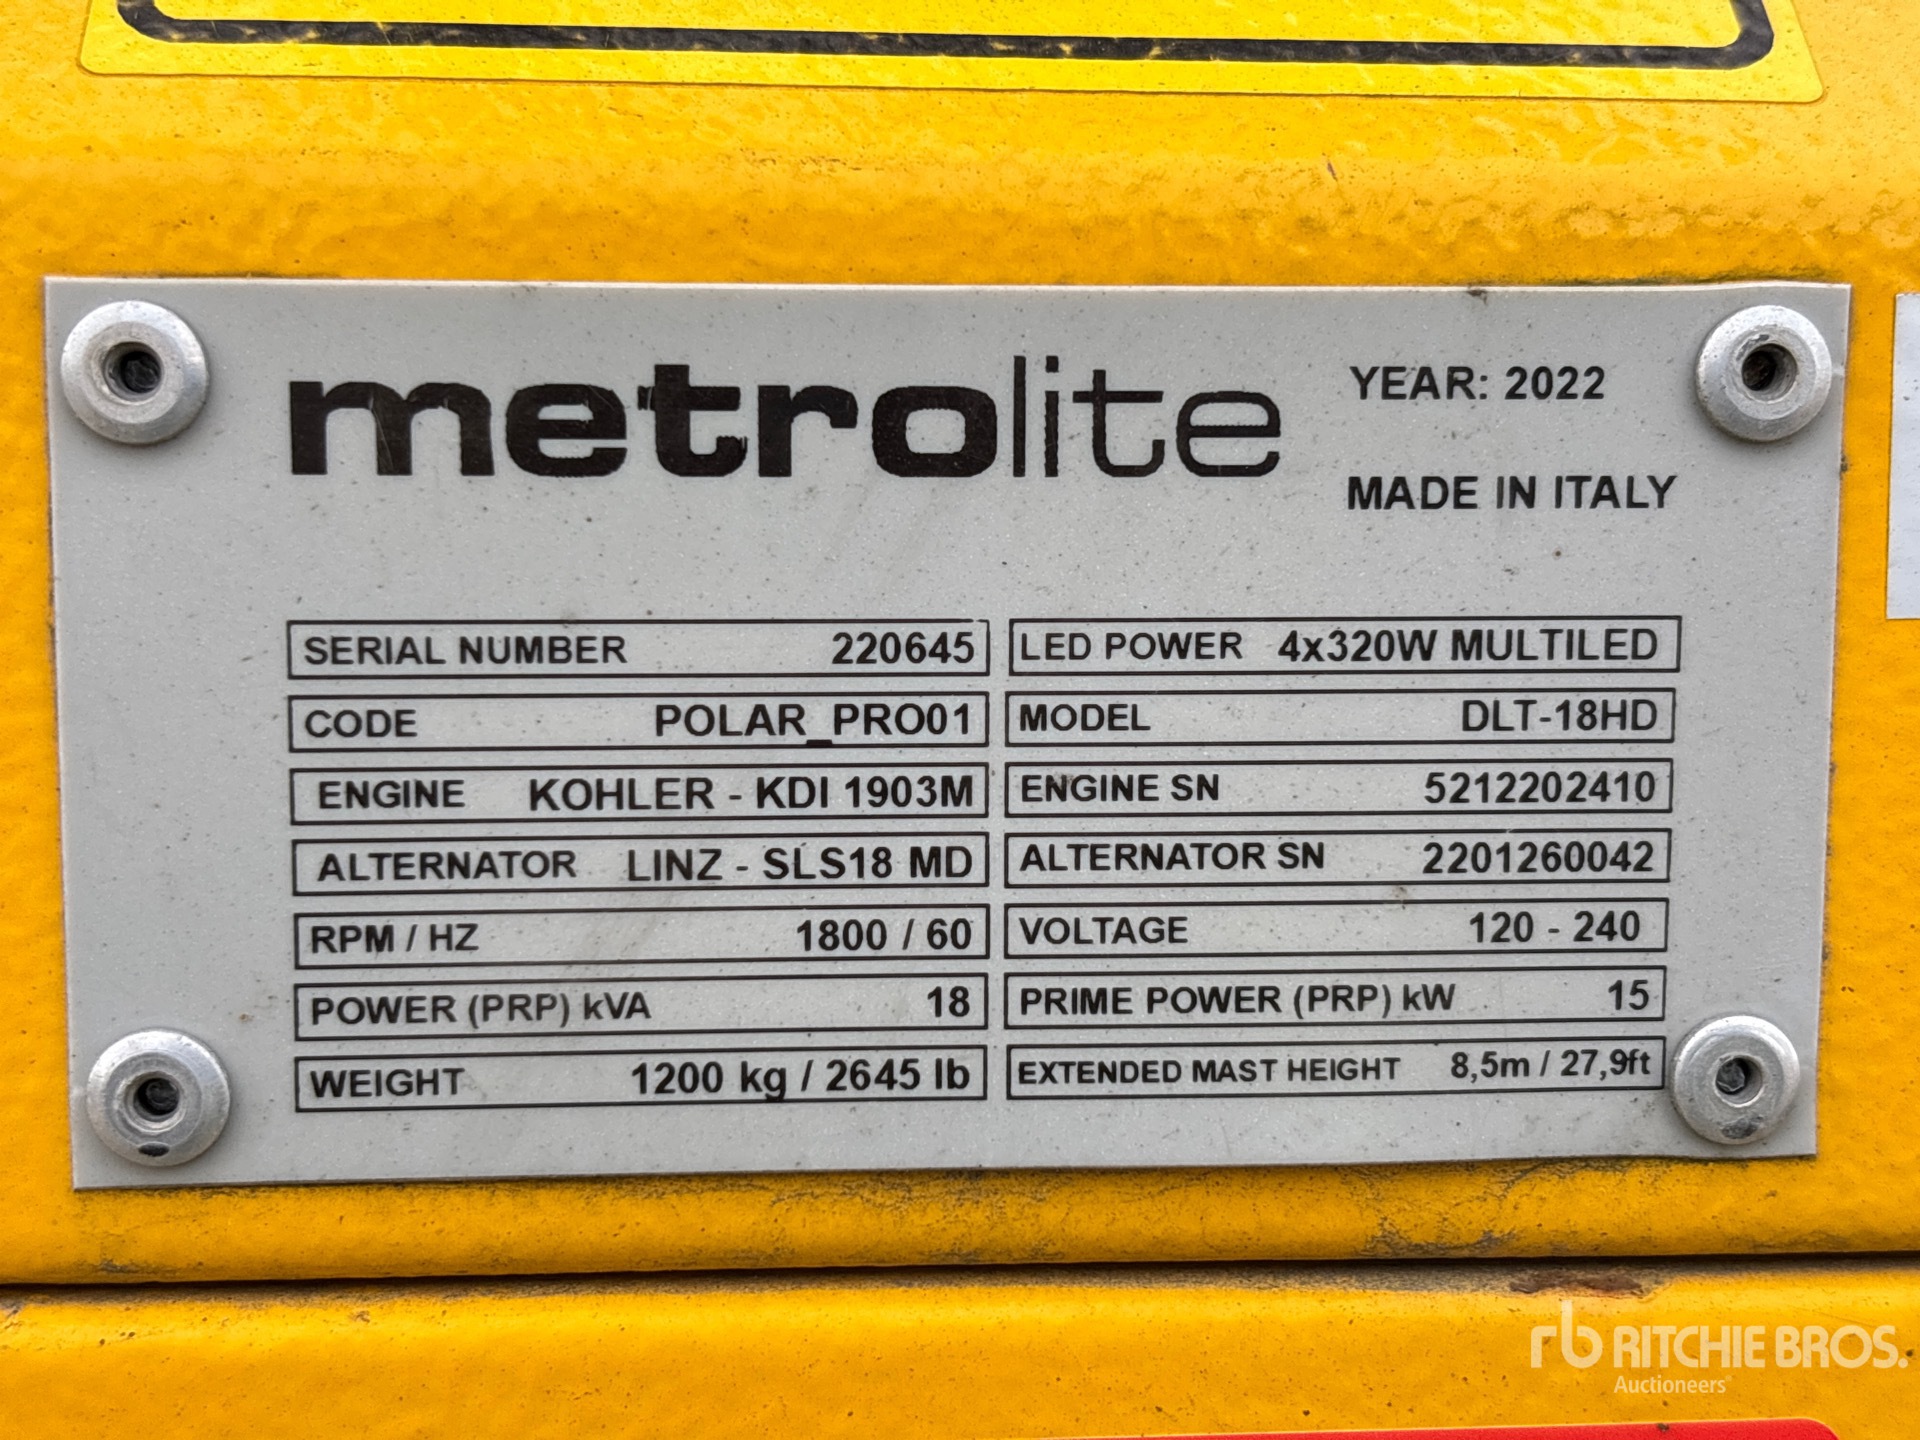 metrolite
YEAR: 2022
MADE IN ITALY
SERIAL NUMBER 220645
LED POWER 4x320W MULTILED
CODE POLAR_PRO01
MODEL DLT-18HD
ENGINE KOHLER - KDI 1903M
ENGINE SN 5212202410
ALTERNATOR LINZ - SLS18 MD
ALTERNATOR SN 2201260042
RPM / HZ 1800 / 60
VOLTAGE 120 - 240
POWER (PRP) kVA 18
PRIME POWER (PRP) kW 15
WEIGHT 1200 kg / 2645 lb
EXTENDED MAST HEIGHT 8,5m / 27,9ft
rb RITCHIE BROS.
Auctioneers